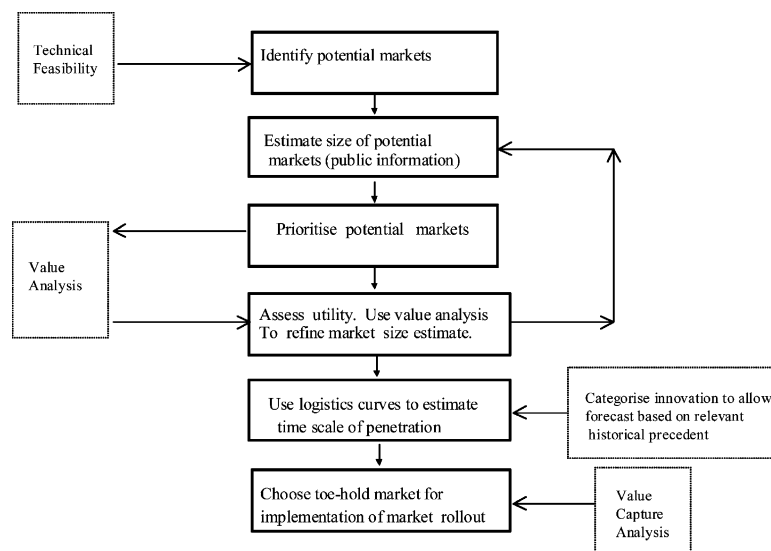 Technical
Feasibility
Identify potential markets
Estimate size of potential
markets (public information)
Prioritise potential markets
Value
Analysis
Assess utility. Use value analysis
To refine market size estimate.
Use logistics curves to estimate
time scale of penetration
Categorise innovation to allow
forecast based on relevant
historical precedent
Choose toe-hold market for
implementation of market rollout
Value
Capture
Analysis